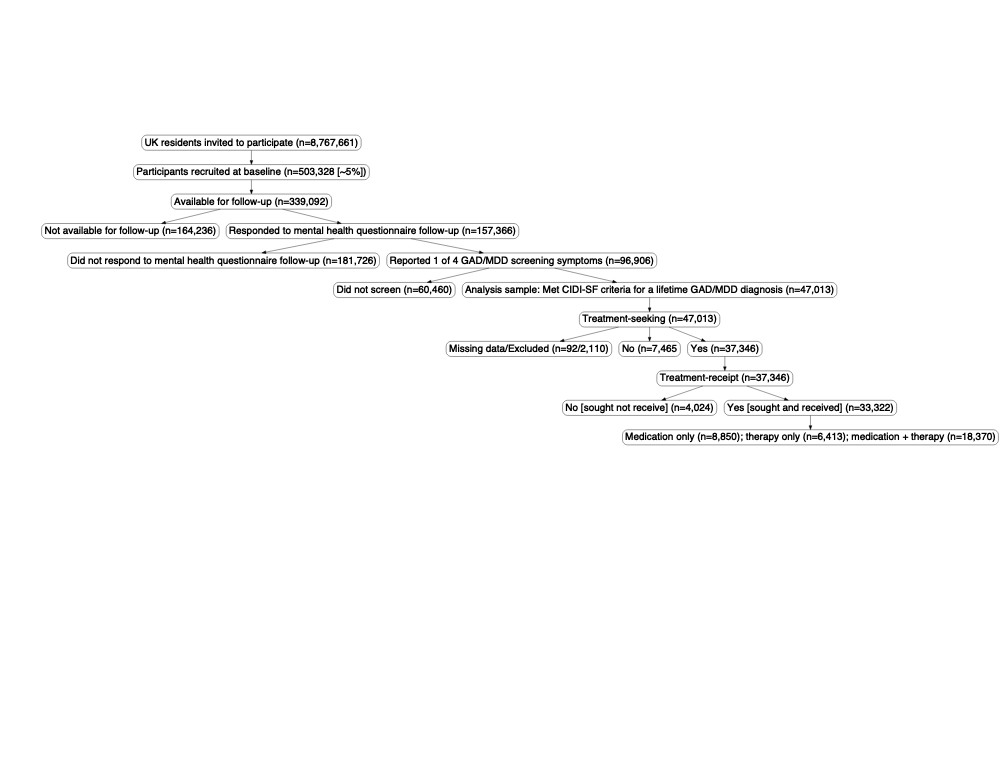 UK residents invited to participate (n=8,767,661)
Participants recruited at baseline (n=503,328 [~5%])
Available for follow-up (n=339,092)
Not available for follow-up (n=164,236)
Responded to mental health questionnaire follow-up (n=157,366)
Did not respond to mental health questionnaire follow-up (n=181,726)
Reported 1 of 4 GAD/MDD screening symptoms (n=96,906)
Did not screen (n=60,460)
Analysis sample: Met CIDI-SF criteria for a lifetime GAD/MDD diagnosis (n=47,013)
Treatment-seeking (n=47,013)
Missing data/Excluded (n=92/2,110)
No (n=7,465
Yes (n=37,346)
Treatment-receipt (n=37,346)
No [sought not receive] (n=4,024)
Yes [sought and received] (n=33,322)
Medication only (n=8,850); therapy only (n=6,413); medication + therapy (n=18,370)